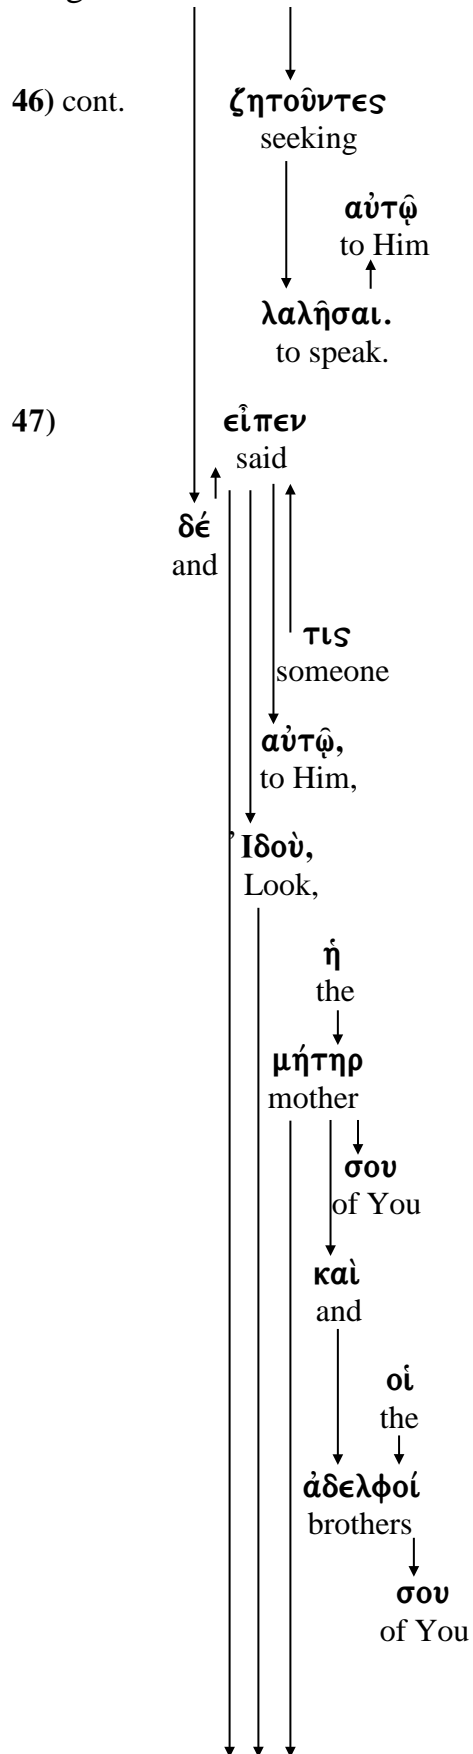 46) cont. ζητοῦντες
seeking
αὐτῷ
to Him
λαλῆσαι.
to speak.
47) εἶπεν
said
δέ
and
τις
someone
αὐτῷ,
to Him,
Ἰδοὺ,
Look,
ἡ
the
μήτηρ
mother
σου
of You
καὶ
and
οἱ
the
ἀδελφοί
brothers
σου
of You